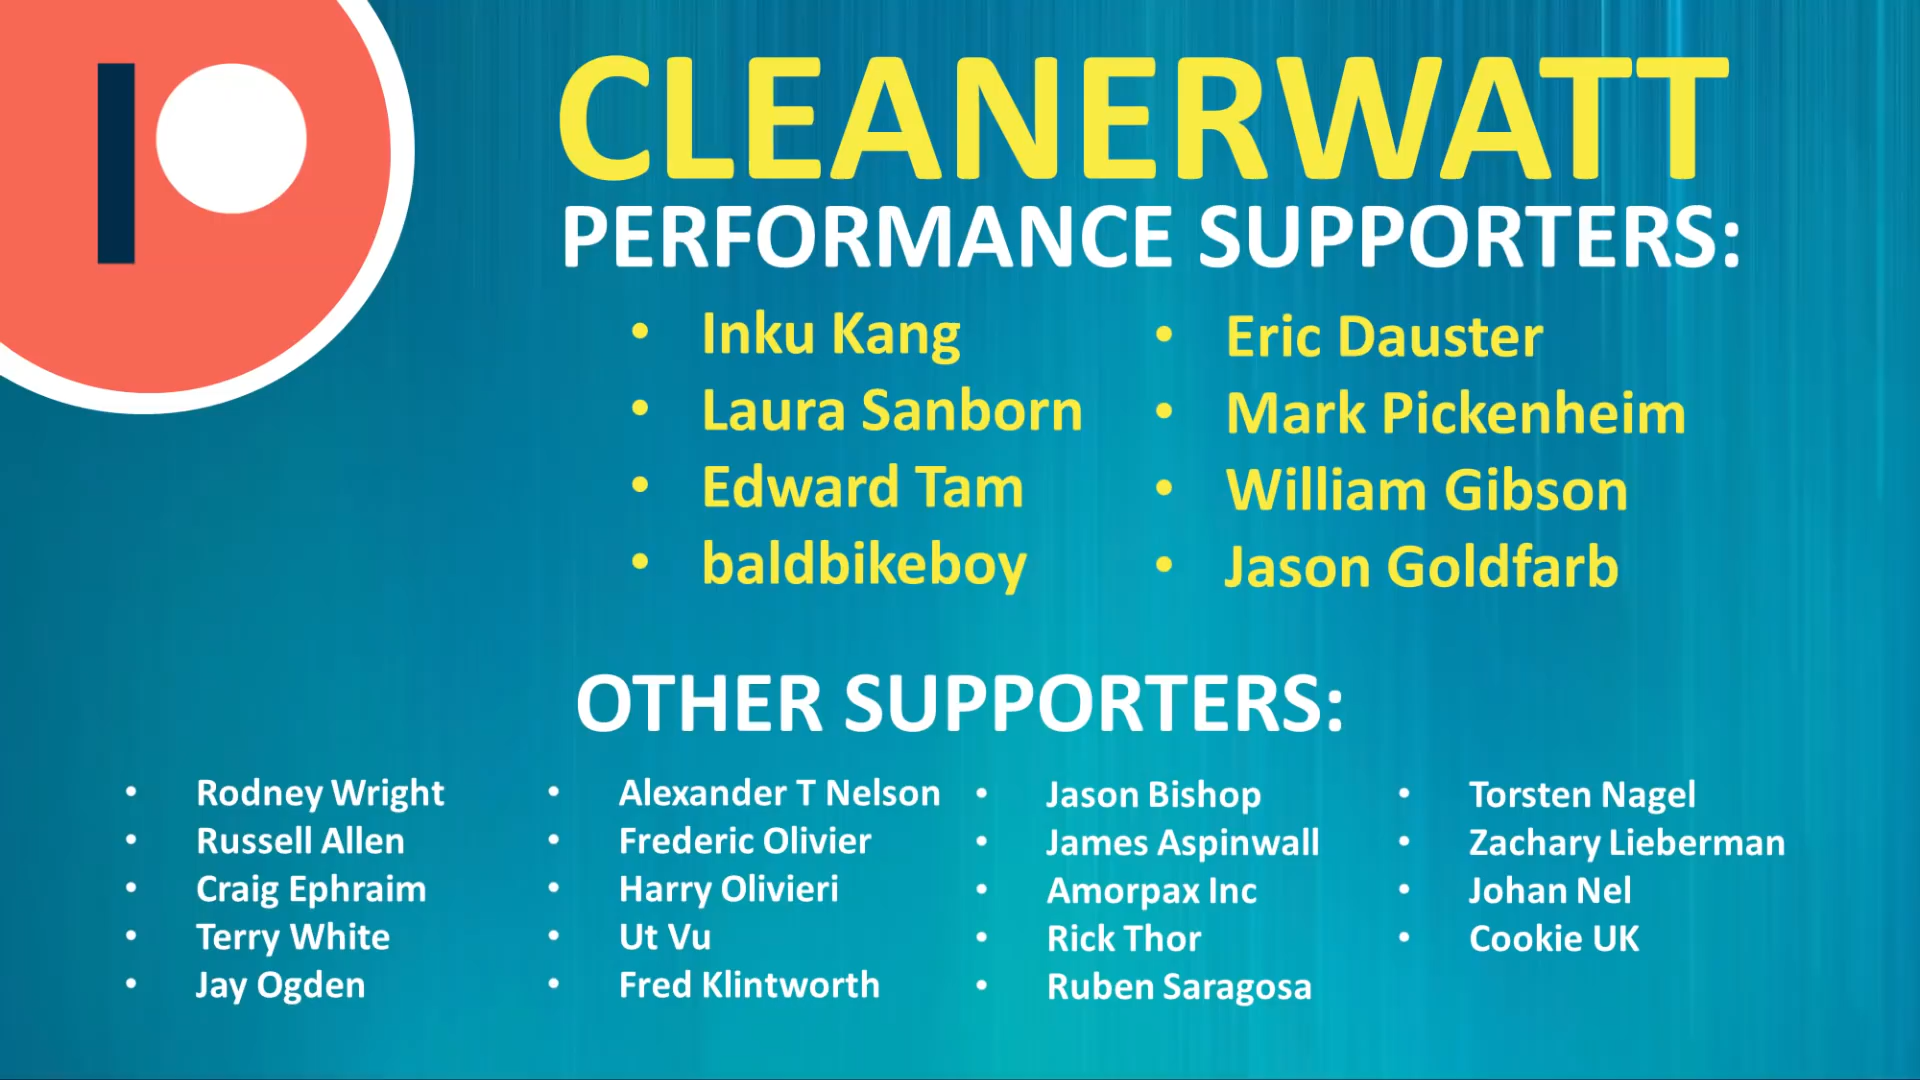 CLEANERWATT
PERFORMANCE SUPPORTERS:
• Inku Kang
• Laura Sanborn
• Edward Tam
• baldbikeboy
• Eric Dauster
• Mark Pickenheim
• William Gibson
• Jason Goldfarb
OTHER SUPPORTERS:
• Rodney Wright
• Russell Allen
• Craig Ephraim
• Terry White
• Jay Ogden
• Alexander T Nelson
• Frederic Olivier
• Harry Olivieri
• Ut Vu
• Fred Klintworth
• Jason Bishop
• James Aspinwall
• Amorpax Inc
• Rick Thor
• Ruben Saragosa
• Torsten Nagel
• Zachary Lieberman
• Johan Nel
• Cookie UK